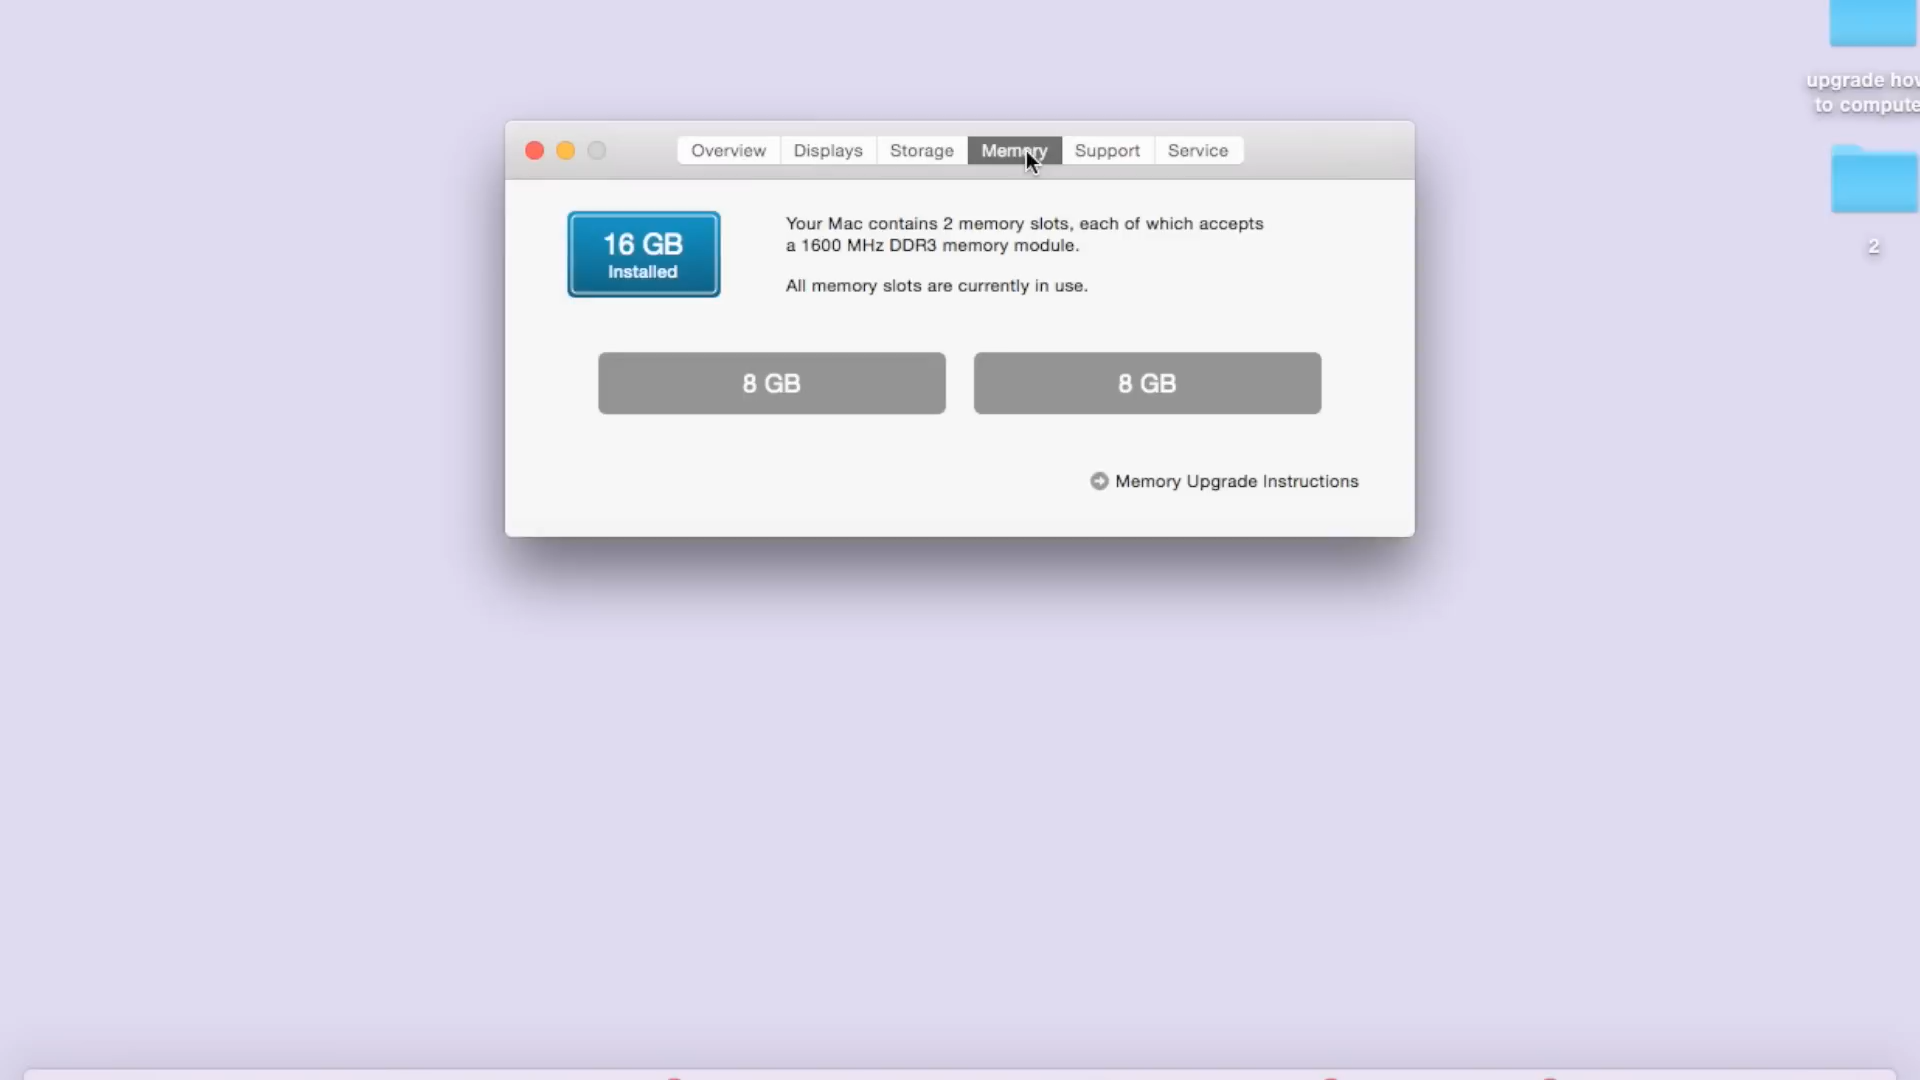 upgrade
to
Overview Displays Storage Memory Support Service
16 GB
Installed
Your Mac contains 2 memory slots, each of which accepts
a 1600 MHz DDR3 memory module.
All memory slots are currently in use.
2
8 GB 8 GB
Memory Upgrade Instructions